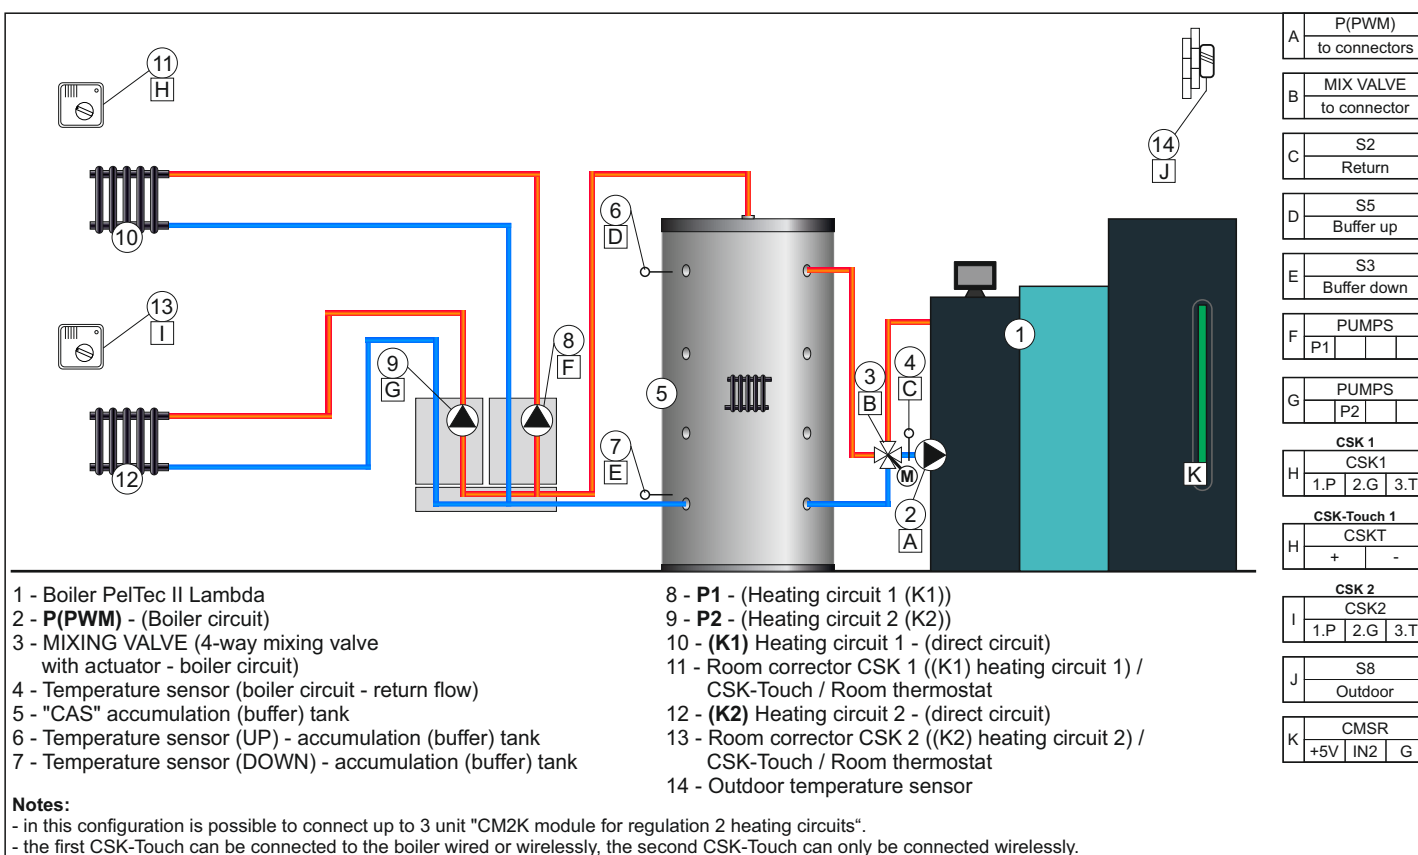 11
H
10
13
I
12
9
G
8
F
6
D
5
7
E
3
B
4
C
M
2
A
1
14
J
K
A P(PWM)
to connectors
B MIX VALVE
to connector
C S2
Return
D S5
Buffer up
E S3
Buffer down
F PUMPS
P1
G PUMPS
P2
CSK 1
H CSK1
1.P 2.G 3.T
CSK-Touch 1
H CSKT
+ -
CSK 2
I CSK2
1.P 2.G 3.T
J S8
Outdoor
K CMSR
+5V IN2 G
1 - Boiler PelTec II Lambda
2 - P(PWM) - (Boiler circuit)
3 - MIXING VALVE (4-way mixing valve
with actuator - boiler circuit)
4 - Temperature sensor (boiler circuit - return flow)
5 - "CAS" accumulation (buffer) tank
6 - Temperature sensor (UP) - accumulation (buffer) tank
7 - Temperature sensor (DOWN) - accumulation (buffer) tank
8 - P1 - (Heating circuit 1 (K1))
9 - P2 - (Heating circuit 2 (K2))
10 - (K1) Heating circuit 1 - (direct circuit)
11 - Room corrector CSK 1 ((K1) heating circuit 1) /
CSK-Touch / Room thermostat
12 - (K2) Heating circuit 2 - (direct circuit)
13 - Room corrector CSK 2 ((K2) heating circuit 2) /
CSK-Touch / Room thermostat
14 - Outdoor temperature sensor
Notes:
- in this configuration is possible to connect up to 3 unit "CM2K module for regulation 2 heating circuits“.
- the first CSK-Touch can be connected to the boiler wired or wirelessly, the second CSK-Touch can only be connected wirelessly.